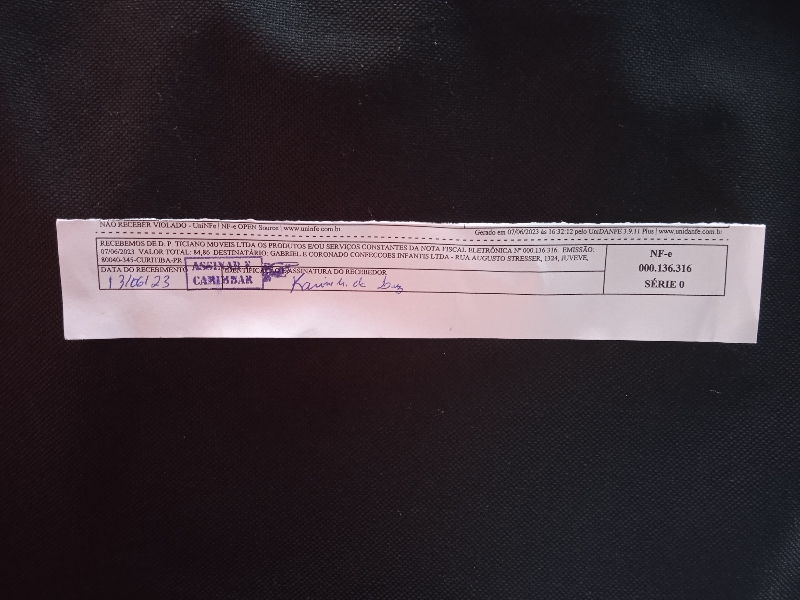 NÃO RECEBER VIOLADO - UniNFe | NF-e OPEN Source | www.uninfe.com.br
Gerado em 07/06/2023 às 16:32:12 pelo UniDANFE 3.9.11 Plus | www.unidanfe.com.br
RECEBEMOS DE D. P. TICIANO MOVEIS LTDA OS PRODUTOS E/OU SERVIÇOS CONSTANTES DA NOTA FISCAL ELETRÔNICA Nº 000.136.316 EMISSÃO:
07/06/2023 VALOR TOTAL: 84,86 DESTINATÁRIO: GABRIEL E CORONADO CONFECCOES INFANTIS LTDA - RUA AUGUSTO STRESSER, 1324, JUVEVE,
80040-345-CURITIBA-PR
DATA DO RECEBIMENTO
13/06/23
ASSINAR E
CARIMBAR
IDENTIFICAÇÃO E ASSINATURA DO RECEBEDOR
NF-e
000.136.316
SÉRIE 0